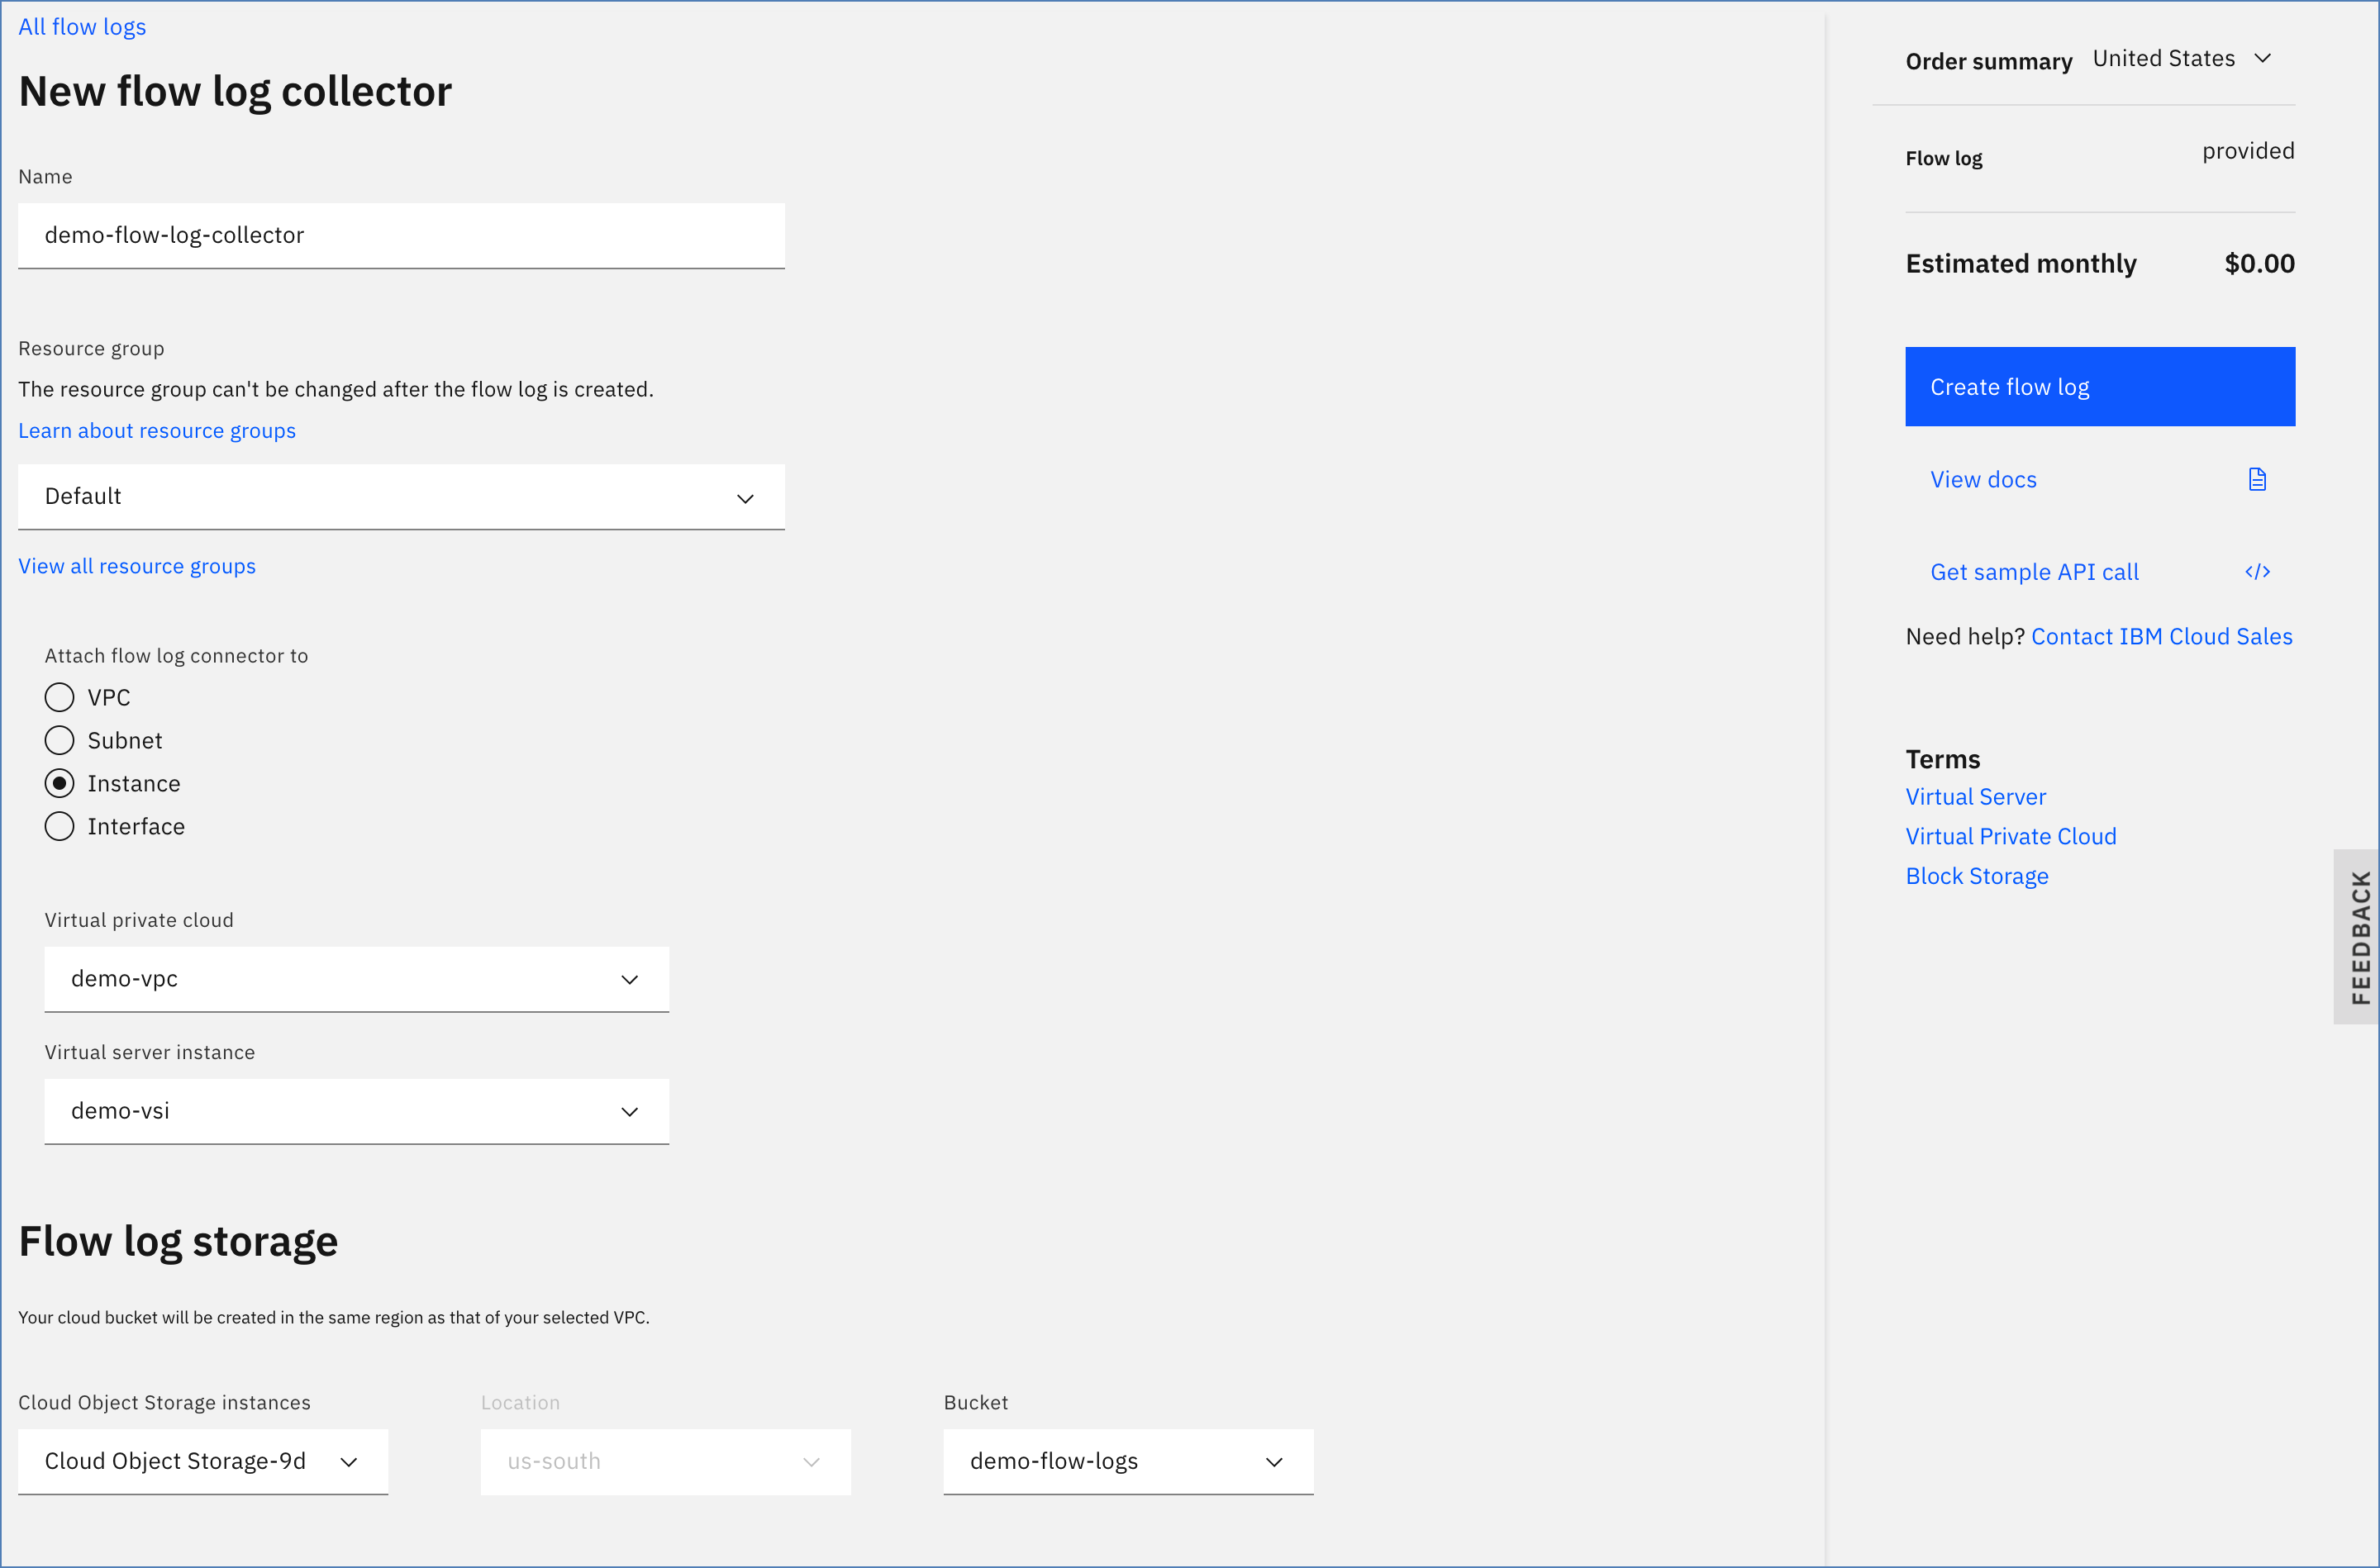 All flow logs
New flow log collector
Name
demo-flow-log-collector
Resource group
The resource group can't be changed after the flow log is created.
Learn about resource groups
Default
View all resource groups
Attach flow log connector to
VPC
Subnet
Instance
Interface
Virtual private cloud
demo-vpc
Virtual server instance
demo-vsi
Flow log storage
Your cloud bucket will be created in the same region as that of your selected VPC.
Cloud Object Storage instances
Cloud Object Storage-9d
Location
us-south
Bucket
demo-flow-logs
Order summary United States
Flow log provided
Estimated monthly $0.00
Create flow log
View docs
Get sample API call </>
Need help? Contact IBM Cloud Sales
Terms
Virtual Server
Virtual Private Cloud
Block Storage
FEEDBACK